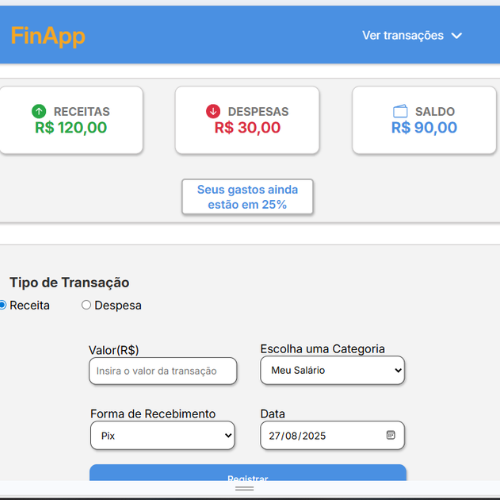 FinApp
Ver transações
RECEITAS
R$ 120,00
DESPESAS
R$ 30,00
SALDO
R$ 90,00
Seus gastos ainda
estão em 25%
Tipo de Transação
Receita
Despesa
Valor(R$)
Escolha uma Categoria
Insira o valor da transação
Meu Salário
Forma de Recebimento
Data
Pix
27/08/2025
Registrar